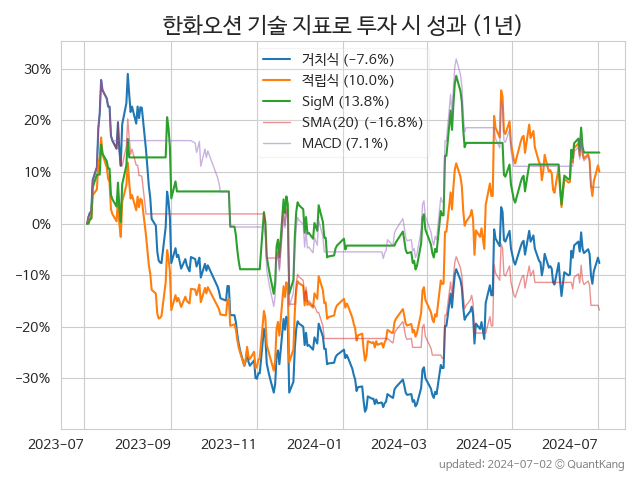 한화오션 기술 지표로 투자 시 성과 (1년)
거치식 (−7.6%)
적립식 (10.0%)
SigM (13.8%)
SMA(20) (−16.8%)
MACD (7.1%)
30%
20%
10%
0%
−10%
−20%
−30%
2023-07 2023-09 2023-11 2024-01 2024-03 2024-05 2024-07
updated: 2024-07-02 © QuantKang